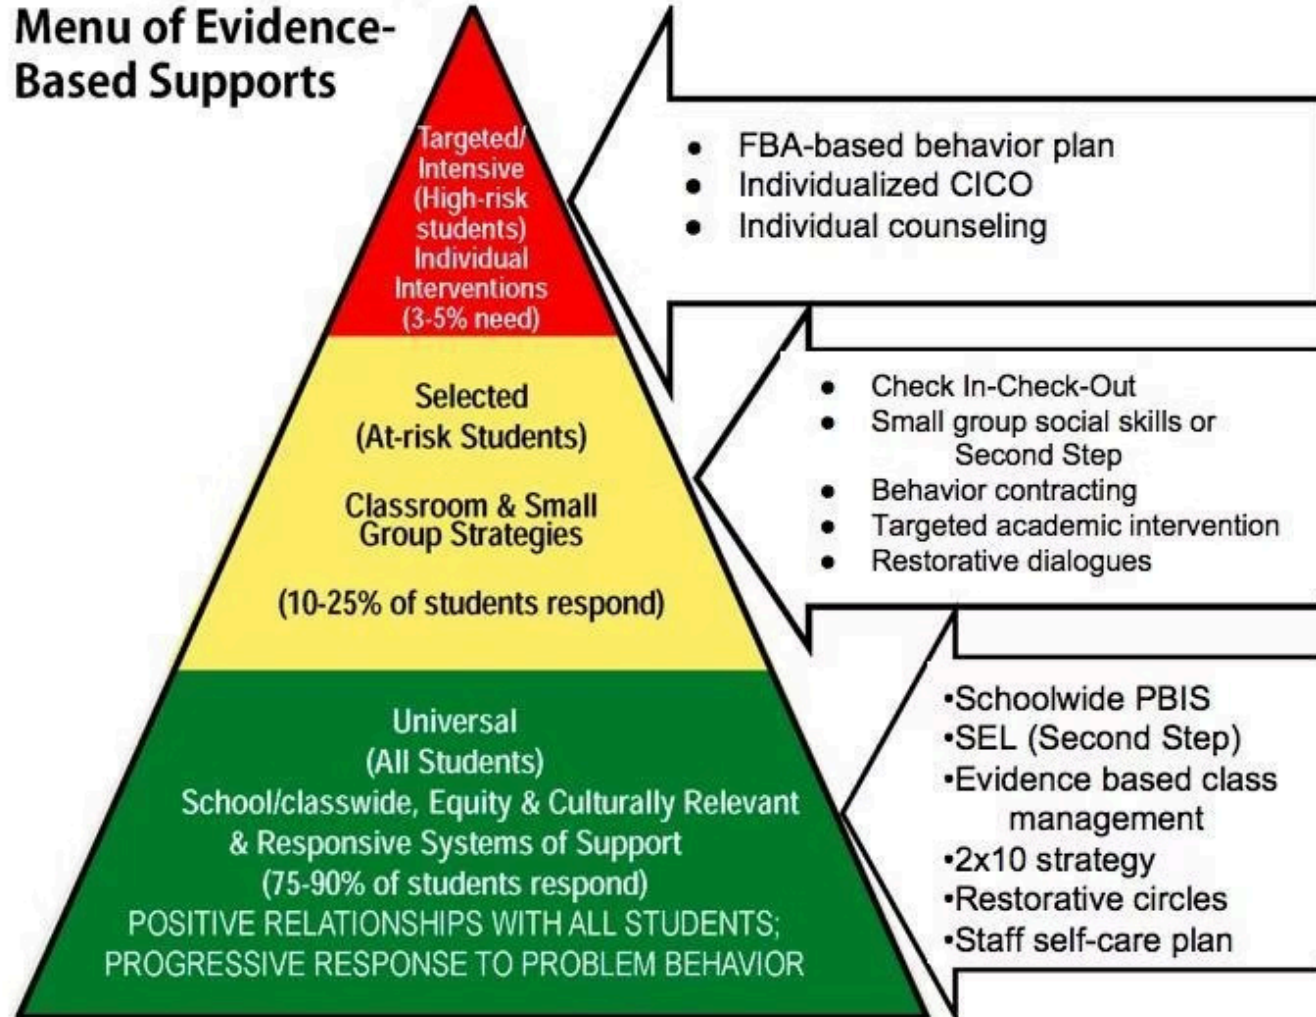 Menu of Evidence-
Based Supports
Targeted/
Intensive
(High-risk
students)
Individual
Interventions
(3-5% need)
● FBA-based behavior plan
● Individualized CICO
● Individual counseling
Selected
(At-risk Students)
Classroom & Small
Group Strategies
(10-25% of students respond)
● Check In-Check-Out
● Small group social skills or
Second Step
● Behavior contracting
● Targeted academic intervention
● Restorative dialogues
Universal
(All Students)
School/classwide, Equity & Culturally Relevant
& Responsive Systems of Support
(75-90% of students respond)
POSITIVE RELATIONSHIPS WITH ALL STUDENTS;
PROGRESSIVE RESPONSE TO PROBLEM BEHAVIOR
•Schoolwide PBIS
•SEL (Second Step)
•Evidence based class
management
•2x10 strategy
•Restorative circles
•Staff self-care plan